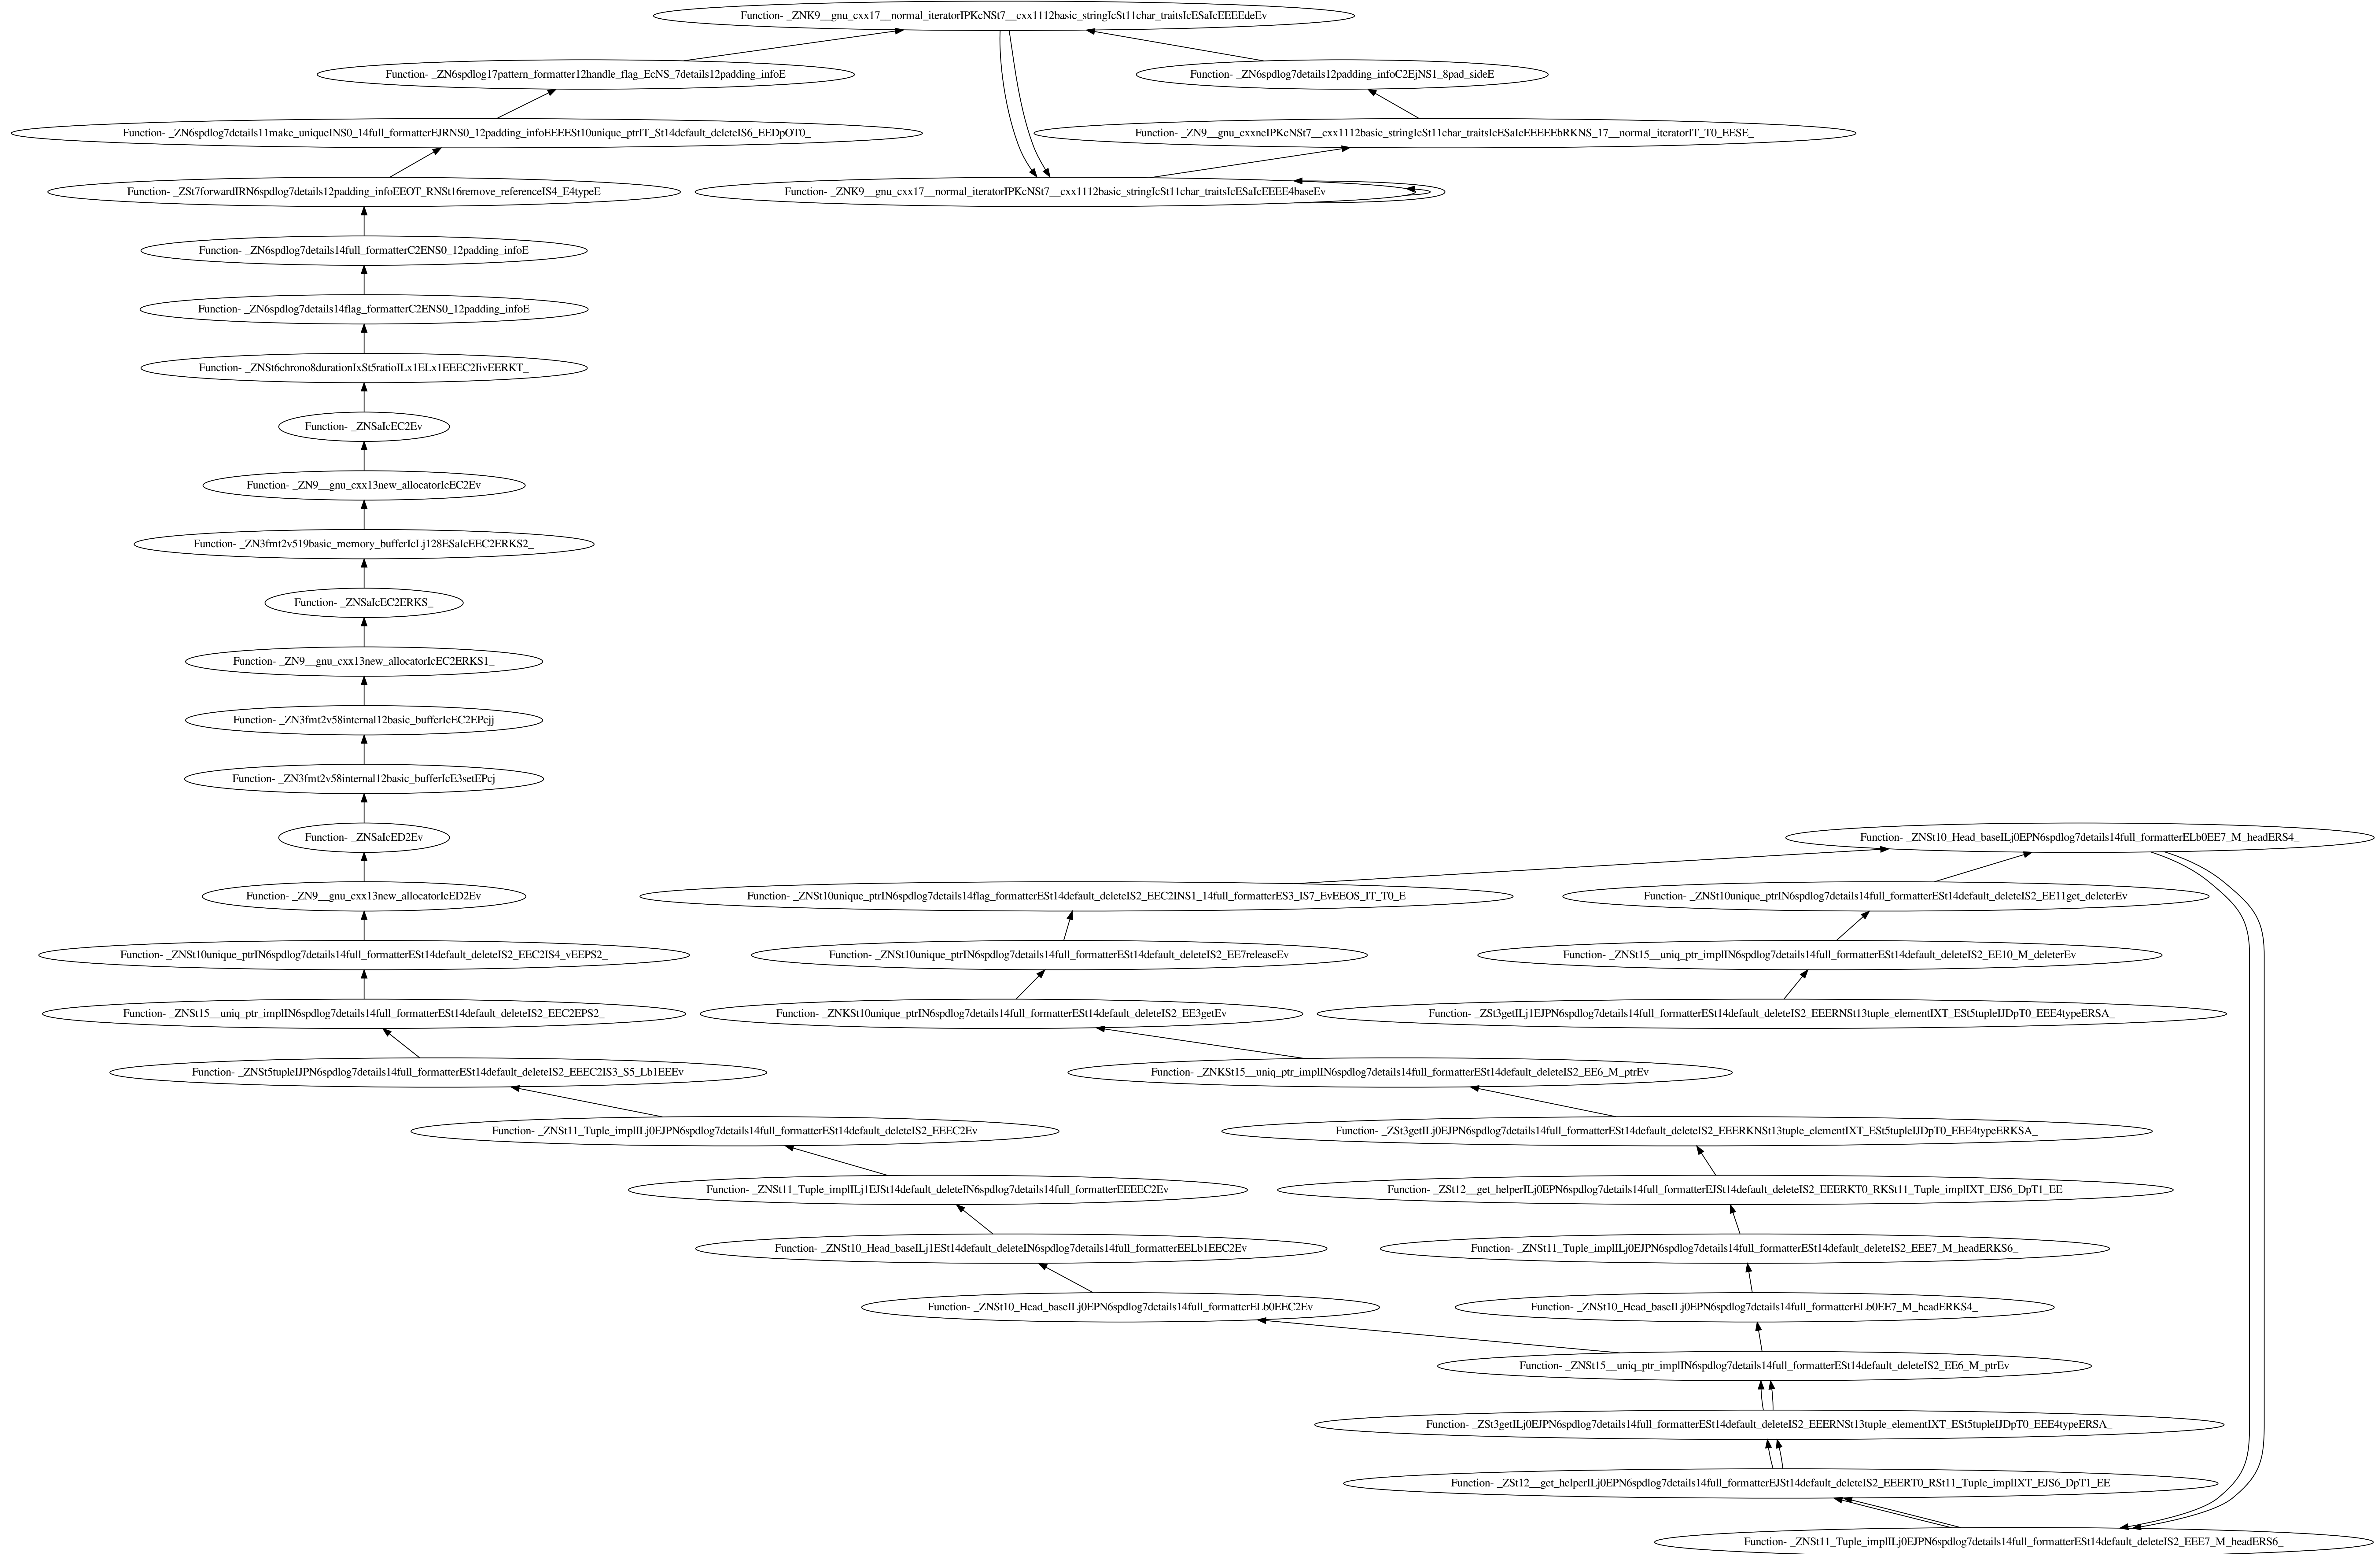 Function- _ZNK9__gnu_cxx17__normal_iteratorIPKcNSt7__cxx1112basic_stringIcSt11char_traitsIcESaIcEEEEdeEv
Function- _ZN6spdlog17pattern_formatter12handle_flag_EcNS_7details12padding_infoE
Function- _ZN6spdlog7details12padding_infoC2EjNS1_8pad_sideE
Function- _ZN6spdlog7details11make_uniqueINS0_14full_formatterEJRNS0_12padding_infoEEEESt10unique_ptrIT_St14default_deleteIS6_EEDpOT0_
Function- _ZN9__gnu_cxxneIPKcNSt7__cxx1112basic_stringIcSt11char_traitsIcESaIcEEEEEbRKNS_17__normal_iteratorIT_T0_EESE_
Function- _ZSt7forwardIRN6spdlog7details12padding_infoEEOT_RNSt16remove_referenceIS4_E4typeE
Function- _ZNK9__gnu_cxx17__normal_iteratorIPKcNSt7__cxx1112basic_stringIcSt11char_traitsIcESaIcEEEE4baseEv
Function- _ZN6spdlog7details14full_formatterC2ENS0_12padding_infoE
Function- _ZN6spdlog7details14flag_formatterC2ENS0_12padding_infoE
Function- _ZNSt6chrono8durationIxSt5ratioILx1ELx1EEEC2IivEERKT_
Function- _ZNSaIcEC2Ev
Function- _ZN9__gnu_cxx13new_allocatorIcEC2Ev
Function- _ZN3fmt2v519basic_memory_bufferIcLj128ESaIcEEC2ERKS2_
Function- _ZNSaIcEC2ERKS_
Function- _ZN9__gnu_cxx13new_allocatorIcEC2ERKS1_
Function- _ZN3fmt2v58internal12basic_bufferIcEC2EPcjj
Function- _ZN3fmt2v58internal12basic_bufferIcE3setEPcj
Function- _ZNSaIcED2Ev
Function- _ZNSt10_Head_baseILj0EPN6spdlog7details14full_formatterELb0EE7_M_headERS4_
Function- _ZN9__gnu_cxx13new_allocatorIcED2Ev
Function- _ZNSt10unique_ptrIN6spdlog7details14flag_formatterESt14default_deleteIS2_EEC2INS1_14full_formatterES3_IS7_EvEEOS_IT_T0_E
Function- _ZNSt10unique_ptrIN6spdlog7details14full_formatterESt14default_deleteIS2_EE11get_deleterEv
Function- _ZNSt10unique_ptrIN6spdlog7details14full_formatterESt14default_deleteIS2_EEC2IS4_vEEPS2_
Function- _ZNSt10unique_ptrIN6spdlog7details14full_formatterESt14default_deleteIS2_EE7releaseEv
Function- _ZNSt15__uniq_ptr_implIN6spdlog7details14full_formatterESt14default_deleteIS2_EE10_M_deleterEv
Function- _ZNSt15__uniq_ptr_implIN6spdlog7details14full_formatterESt14default_deleteIS2_EEC2EPS2_
Function- _ZNKSt10unique_ptrIN6spdlog7details14full_formatterESt14default_deleteIS2_EE3getEv
Function- _ZSt3getILj1EJPN6spdlog7details14full_formatterESt14default_deleteIS2_EEERNSt13tuple_elementIXT_ESt5tupleIJDpT0_EEE4typeERSA_
Function- _ZNSt5tupleIJPN6spdlog7details14full_formatterESt14default_deleteIS2_EEEC2IS3_S5_Lb1EEEv
Function- _ZNKSt15__uniq_ptr_implIN6spdlog7details14full_formatterESt14default_deleteIS2_EE6_M_ptrEv
Function- _ZNSt11_Tuple_implILj0EJPN6spdlog7details14full_formatterESt14default_deleteIS2_EEEC2Ev
Function- _ZSt3getILj0EJPN6spdlog7details14full_formatterESt14default_deleteIS2_EEERKNSt13tuple_elementIXT_ESt5tupleIJDpT0_EEE4typeERKSA_
Function- _ZNSt11_Tuple_implILj1EJSt14default_deleteIN6spdlog7details14full_formatterEEEEC2Ev
Function- _ZSt12__get_helperILj0EPN6spdlog7details14full_formatterEJSt14default_deleteIS2_EEERKT0_RKSt11_Tuple_implIXT_EJS6_DpT1_EE
Function- _ZNSt10_Head_baseILj1ESt14default_deleteIN6spdlog7details14full_formatterEELb1EEC2Ev
Function- _ZNSt11_Tuple_implILj0EJPN6spdlog7details14full_formatterESt14default_deleteIS2_EEE7_M_headERKS6_
Function- _ZNSt10_Head_baseILj0EPN6spdlog7details14full_formatterELb0EEC2Ev
Function- _ZNSt10_Head_baseILj0EPN6spdlog7details14full_formatterELb0EE7_M_headERKS4_
Function- _ZNSt15__uniq_ptr_implIN6spdlog7details14full_formatterESt14default_deleteIS2_EE6_M_ptrEv
Function- _ZSt3getILj0EJPN6spdlog7details14full_formatterESt14default_deleteIS2_EEERNSt13tuple_elementIXT_ESt5tupleIJDpT0_EEE4typeERSA_
Function- _ZSt12__get_helperILj0EPN6spdlog7details14full_formatterEJSt14default_deleteIS2_EEERT0_RSt11_Tuple_implIXT_EJS6_DpT1_EE
Function- _ZNSt11_Tuple_implILj0EJPN6spdlog7details14full_formatterESt14default_deleteIS2_EEE7_M_headERS6_